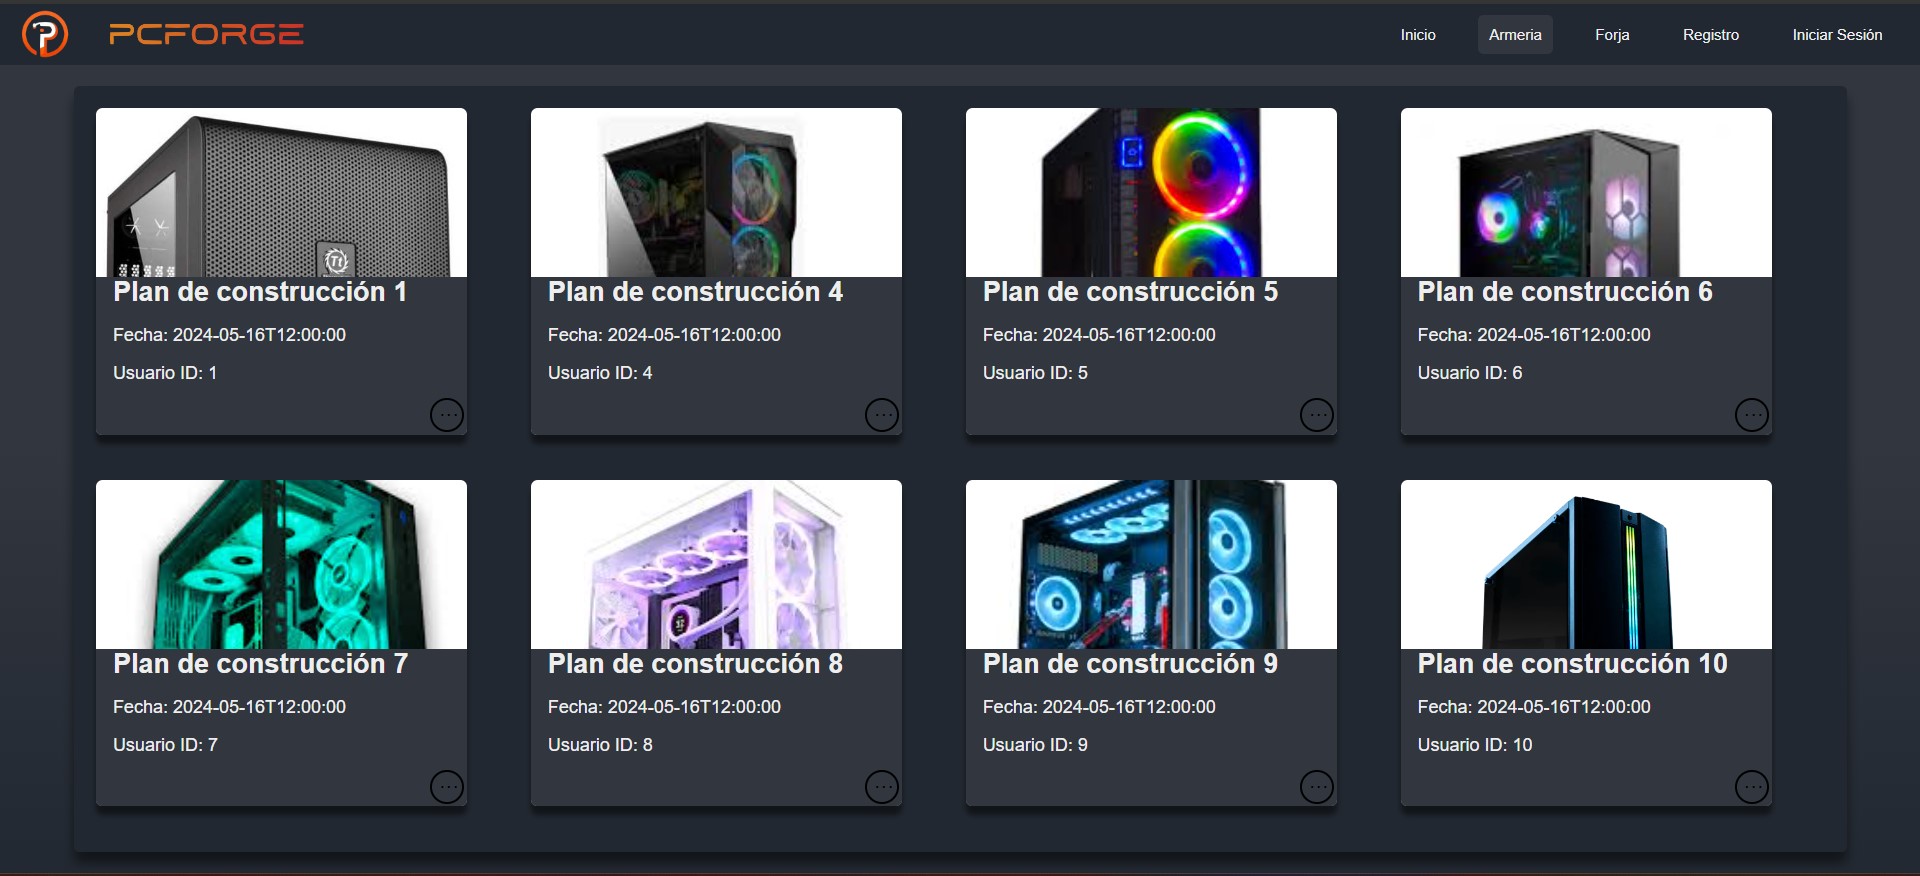 PCFORGE
Inicio
Armeria
Forja
Registro
Iniciar Sesión
Tt
Plan de construcción 1
Fecha: 2024-05-16T12:00:00
Usuario ID: 1
Plan de construcción 4
Fecha: 2024-05-16T12:00:00
Usuario ID: 4
Plan de construcción 5
Fecha: 2024-05-16T12:00:00
Usuario ID: 5
Plan de construcción 6
Fecha: 2024-05-16T12:00:00
Usuario ID: 6
Plan de construcción 7
Fecha: 2024-05-16T12:00:00
Usuario ID: 7
Plan de construcción 8
Fecha: 2024-05-16T12:00:00
Usuario ID: 8
Plan de construcción 9
Fecha: 2024-05-16T12:00:00
Usuario ID: 9
Plan de construcción 10
Fecha: 2024-05-16T12:00:00
Usuario ID: 10